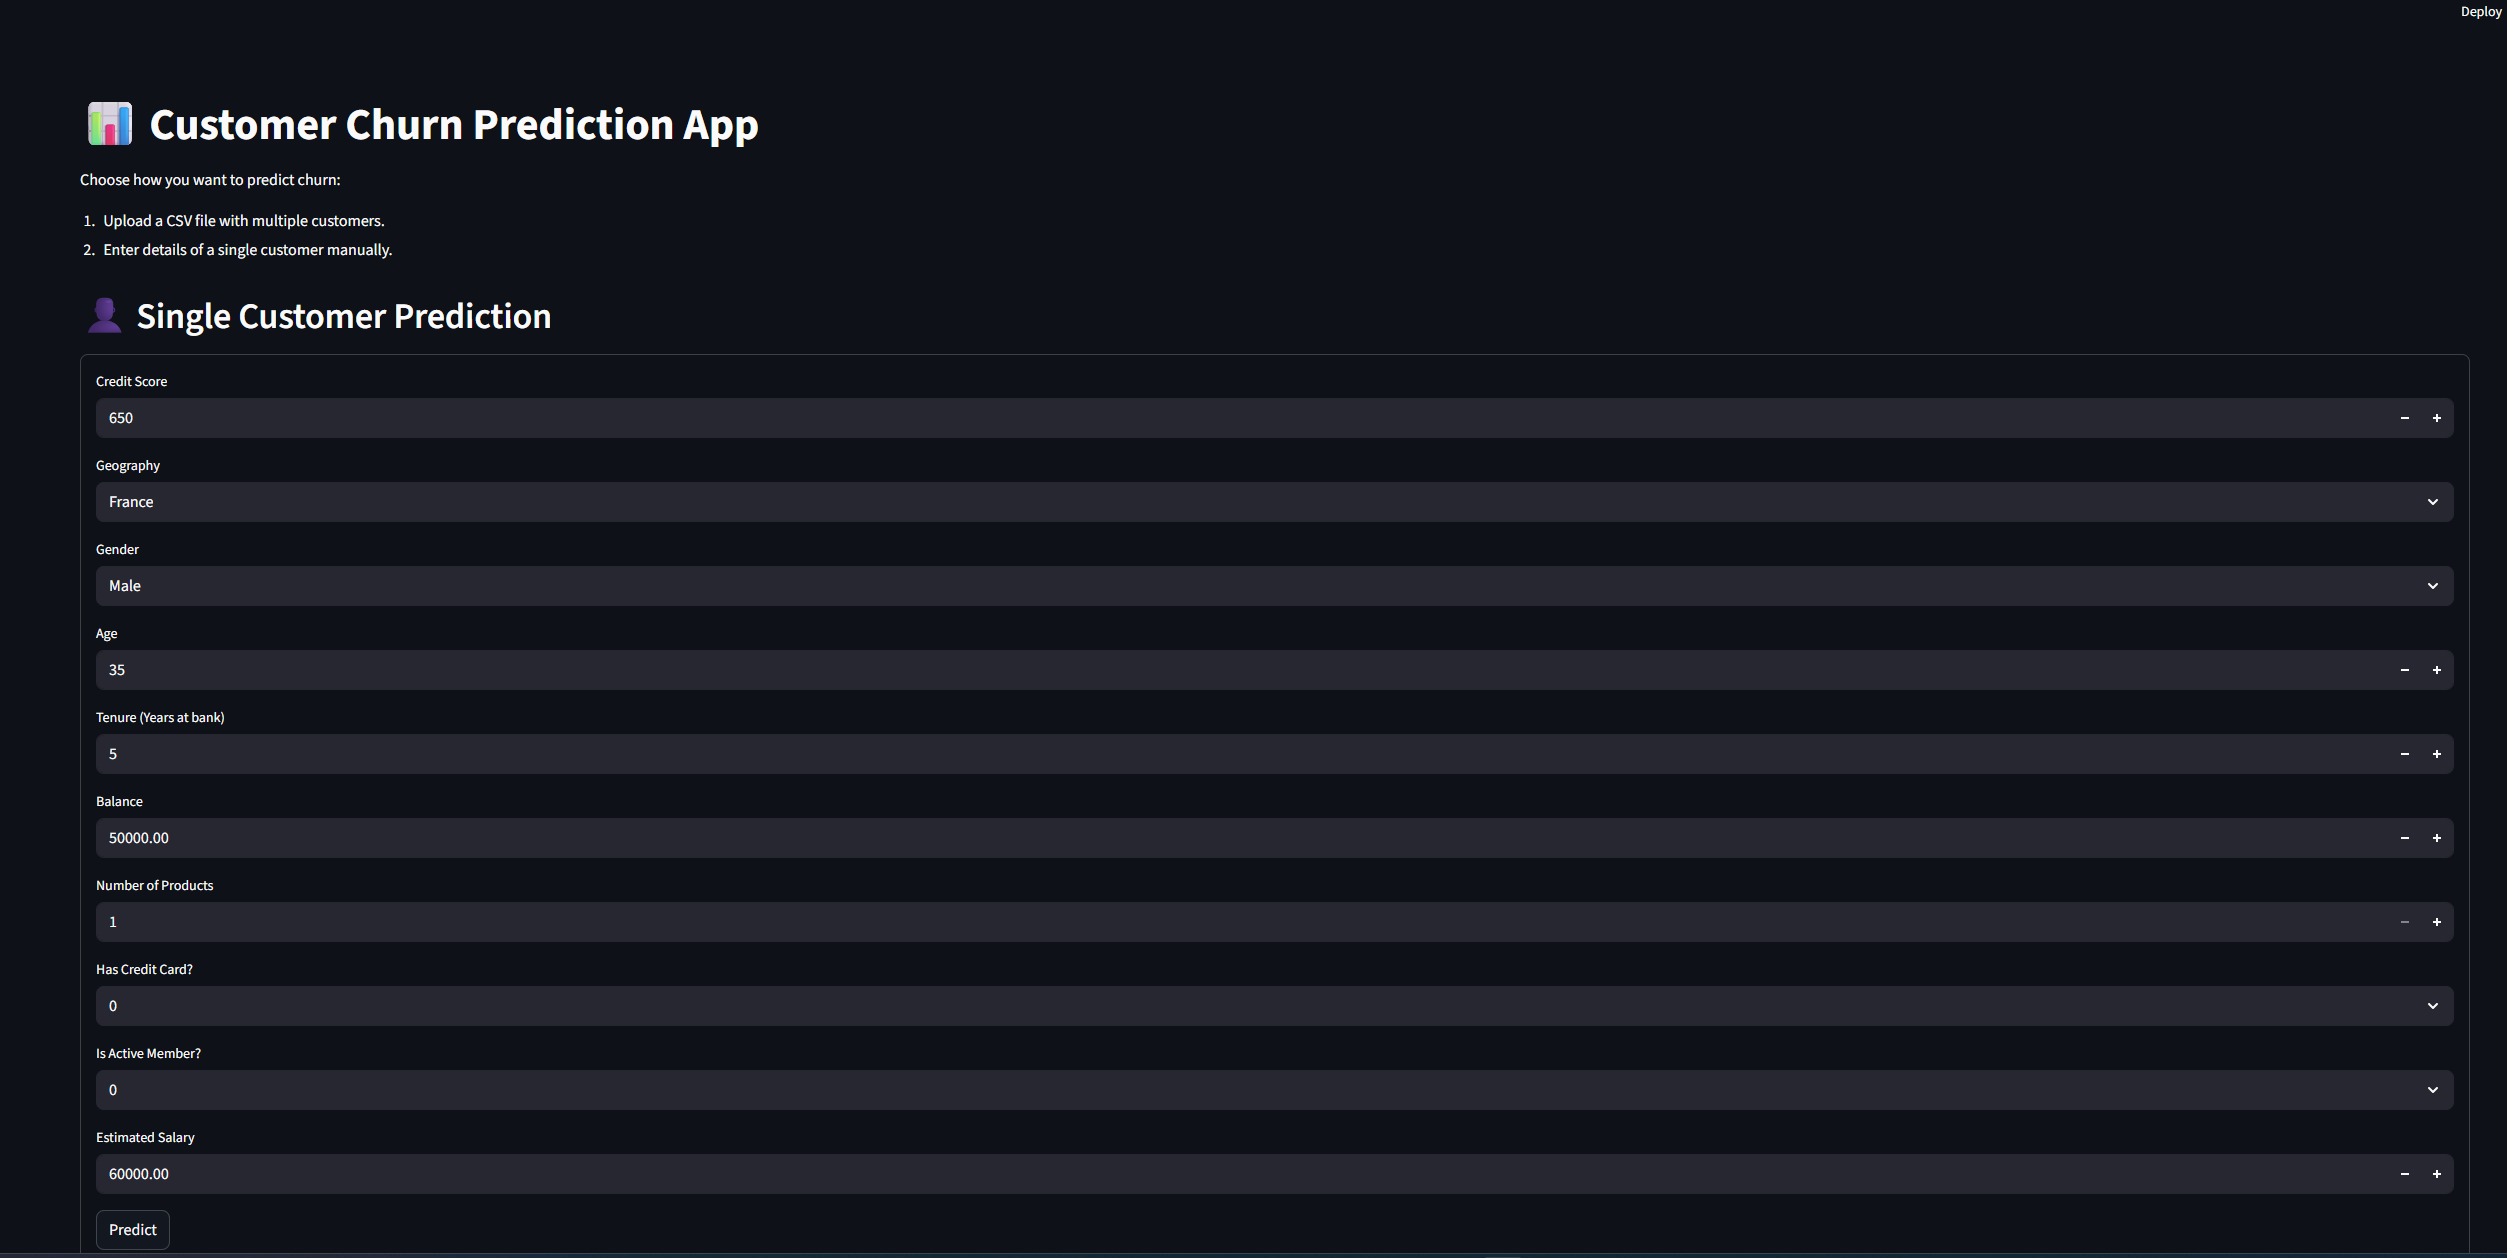 Deploy
Customer Churn Prediction App
Choose how you want to predict churn:
1. Upload a CSV file with multiple customers.
2. Enter details of a single customer manually.
Single Customer Prediction
Credit Score
650
Geography
France
Gender
Male
Age
35
Tenure (Years at bank)
5
Balance
50000.00
Number of Products
1
Has Credit Card?
0
Is Active Member?
0
Estimated Salary
60000.00
Predict